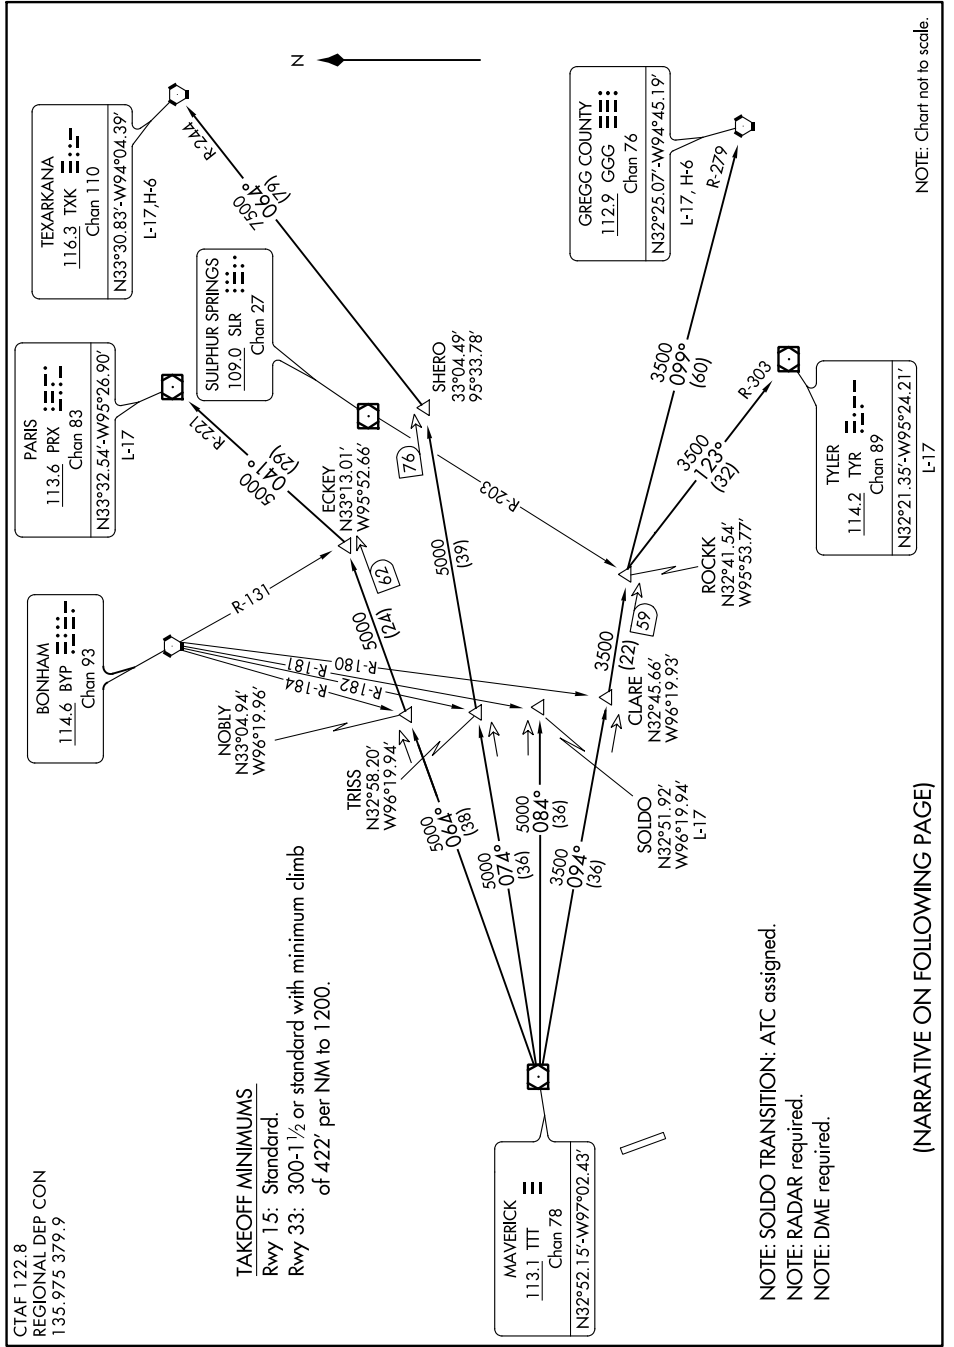 CTAF 122.8
REGIONAL DEP CON
135.975 379.9
TAKEOFF MINIMUMS
Rwy 15: Standard.
Rwy 33: 300-1½ or standard with minimum climb
of 422' per NM to 1200.
BONHAM
114.6 BYP
Chan 93
PARIS
113.6 PRX
Chan 83
N33°32.54'-W95°26.90'
L-17
TEXARKANA
116.3 TXK
Chan 110
N33°30.83'-W94°04.39'
L-17,H-6
SULPHUR SPRINGS
109.0 SLR
Chan 27
N
R-244
7500
064°
(79)
R-221
5000
041°
(29)
R-131
ECKEY
N33°13.01'
W95°52.66'
62
5000
(24)
R-184
R-181
R-182
R-180
NOBLY
N33°04.94'
W96°19.96'
SHERO
33°04.49'
95°33.78'
76
5000
(39)
R-203
TRISS
N32°58.20'
W96°19.94'
5000
064°
(38)
5000
074°
(36)
5000
084°
(36)
3500
094°
(36)
MAVERICK
113.1 TTT
Chan 78
N32°52.15'-W97°02.43'
SOLDO
N32°51.92'
W96°19.94'
L-17
CLARE
N32°45.66'
W96°19.93'
3500
(22)
59
ROCKK
N32°41.54'
W95°53.77'
3500
099°
(60)
R-279
GREGG COUNTY
112.9 GGG
Chan 76
N32°25.07'-W94°45.19'
L-17, H-6
3500
123°
(32)
R-303
TYLER
114.2 TYR
Chan 89
N32°21.35'-W95°24.21'
L-17
NOTE: SOLDO TRANSITION: ATC assigned.
NOTE: RADAR required.
NOTE: DME required.
(NARRATIVE ON FOLLOWING PAGE)
NOTE: Chart not to scale.